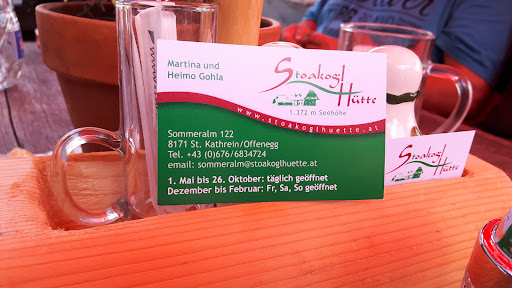 Martina und
Heimo Gohla
Stoakogl
Hütte
1.372 m Seehöhe
www.stoakoglhuette.at
Sommeralm 122
8171 St. Kathrein/Offenegg
Tel. +43 (0)676/6834724
email: sommeralm@stoakoglhuette.at
1. Mai bis 26. Oktober: täglich geöffnet
Dezember bis Februar: Fr, Sa, So geöffnet
Stoakogl
Hütte